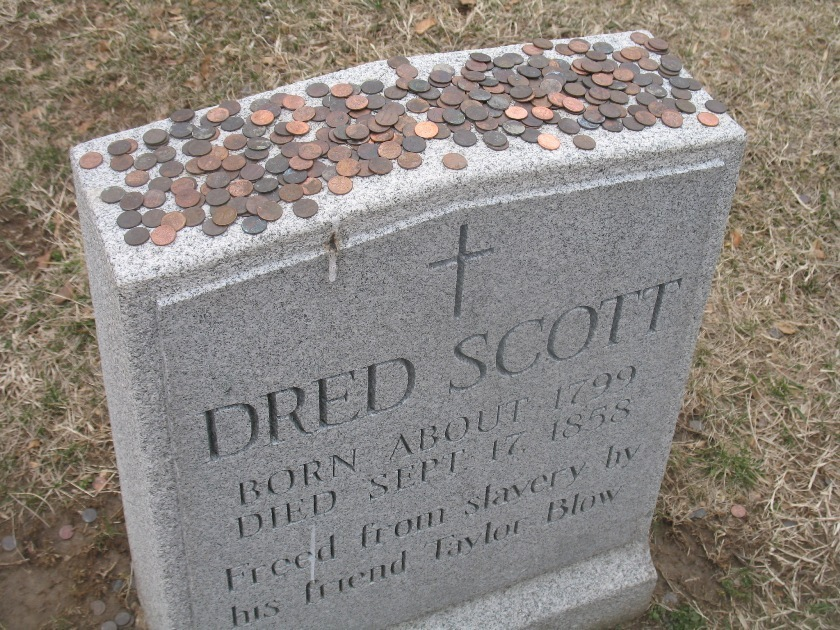 DRED SCOTT
BORN ABOUT 1799
DIED SEPT. 17, 1858
Freed from slavery by
his friend Taylor Blow